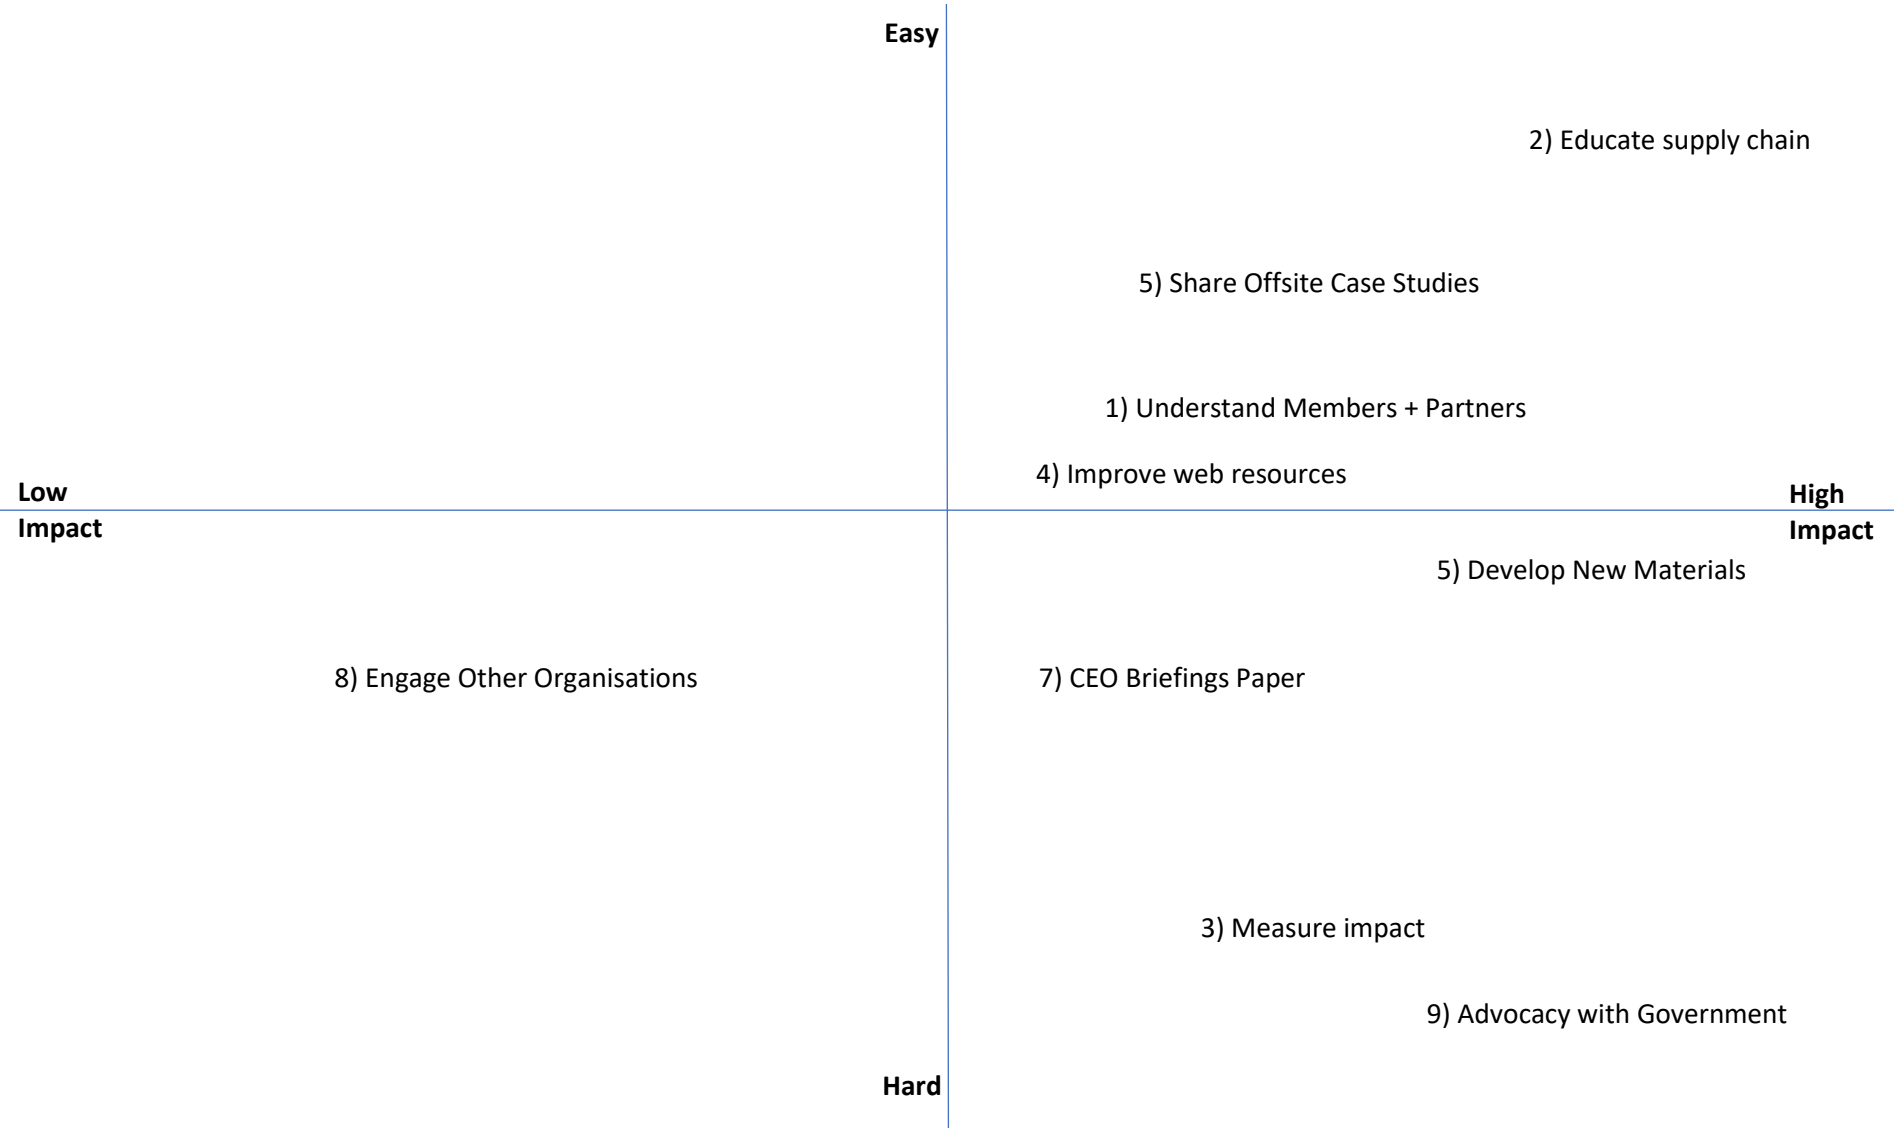 Easy
2) Educate supply chain
5) Share Offsite Case Studies
1) Understand Members + Partners
4) Improve web resources
Low
Impact
High
Impact
5) Develop New Materials
8) Engage Other Organisations
7) CEO Briefings Paper
3) Measure impact
9) Advocacy with Government
Hard